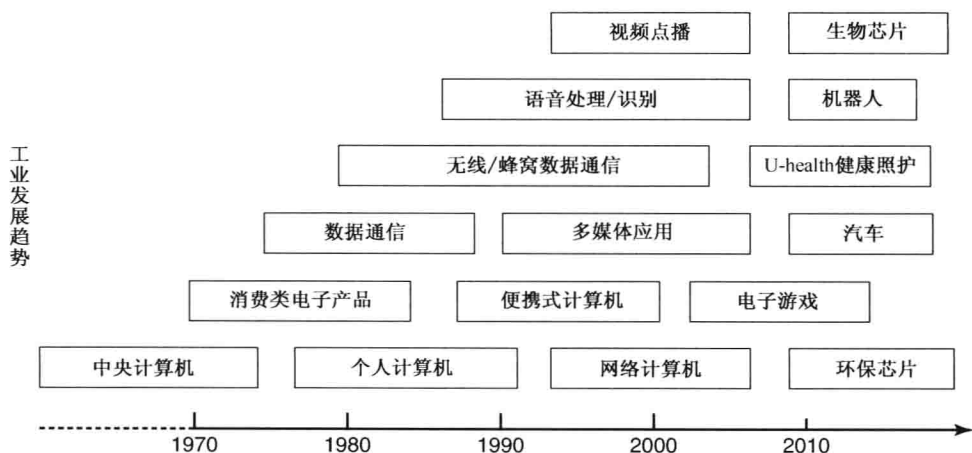 视频点播 生物芯片
语音处理/识别 机器人
无线/蜂窝数据通信 U-health健康照护
数据通信 多媒体应用 汽车
消费类电子产品 便携式计算机 电子游戏
中央计算机 个人计算机 网络计算机 环保芯片
工业发展趋势
1970 1980 1990 2000 2010